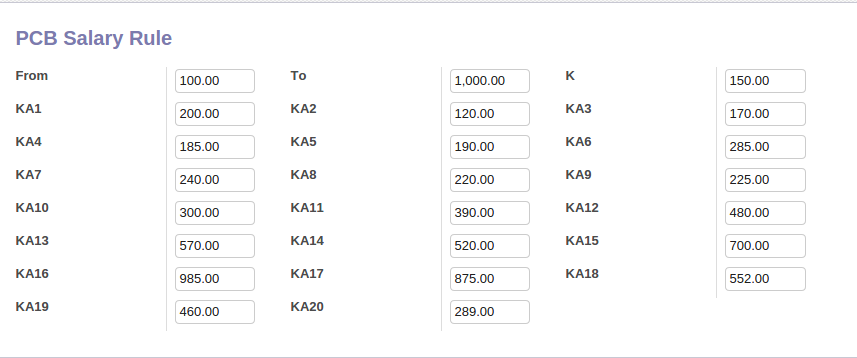 PCB Salary Rule
From 100.00 To 1,000.00 K 150.00
KA1 200.00 KA2 120.00 KA3 170.00
KA4 185.00 KA5 190.00 KA6 285.00
KA7 240.00 KA8 220.00 KA9 225.00
KA10 300.00 KA11 390.00 KA12 480.00
KA13 570.00 KA14 520.00 KA15 700.00
KA16 985.00 KA17 875.00 KA18 552.00
KA19 460.00 KA20 289.00